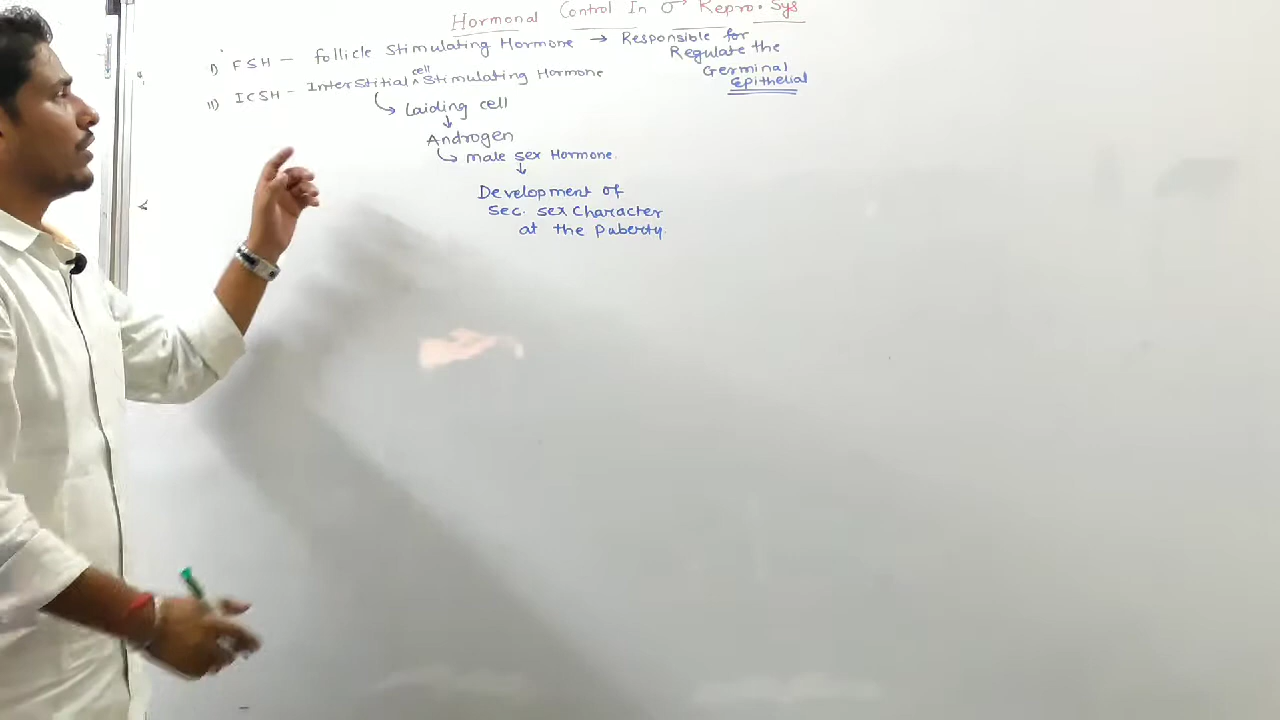 Hormonal Control In ♂ Repro. Sys
i) FSH - follicle Stimulating Hormone → Responsible for
Regulate the
Germinal
Epithelial
ii) ICSH - Interstitial cell Stimulating Hormone
Laiding cell
Androgen
male sex Hormone.
Development of
Sec. sex Character
at the Puberty.